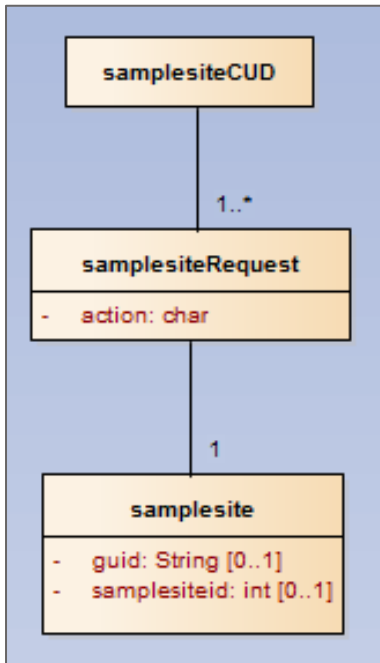 samplesiteCUD
1..*
samplesiteRequest
- action: char
1
samplesite
- guid: String [0..1]
- samplesiteid: int [0..1]